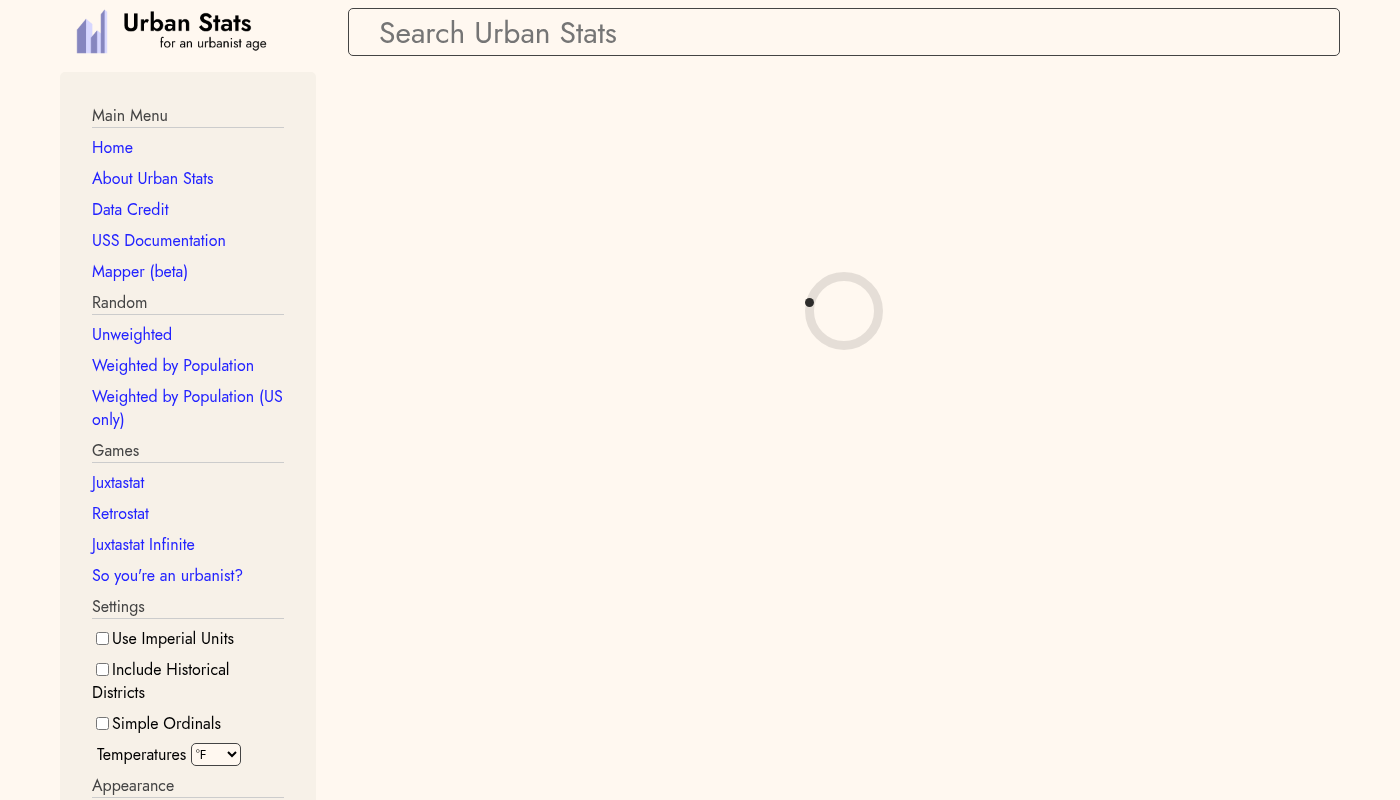 Urban Stats
for an urbanist age
Search Urban Stats
Main Menu
Home
About Urban Stats
Data Credit
USS Documentation
Mapper (beta)
Random
Unweighted
Weighted by Population
Weighted by Population (US
only)
Games
Juxtastat
Retrostat
Juxtastat Infinite
So you're an urbanist?
Settings
Use Imperial Units
Include Historical
Districts
Simple Ordinals
Temperatures °F
Appearance